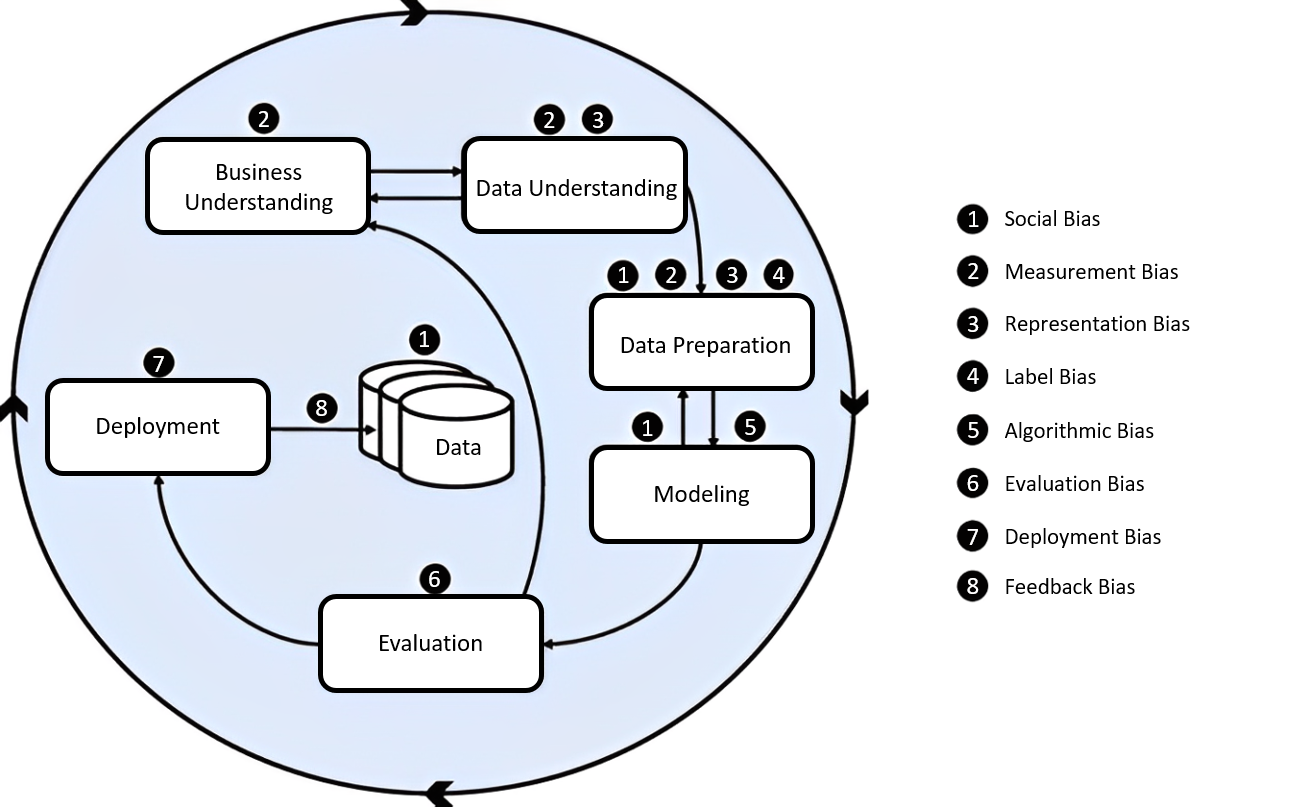 2
2 3
Business
Understanding
Data Understanding
1 2 3 4
Data Preparation
1
7
8
Deployment
Data
1 5
Modeling
6
Evaluation
1 Social Bias
2 Measurement Bias
3 Representation Bias
4 Label Bias
5 Algorithmic Bias
6 Evaluation Bias
7 Deployment Bias
8 Feedback Bias